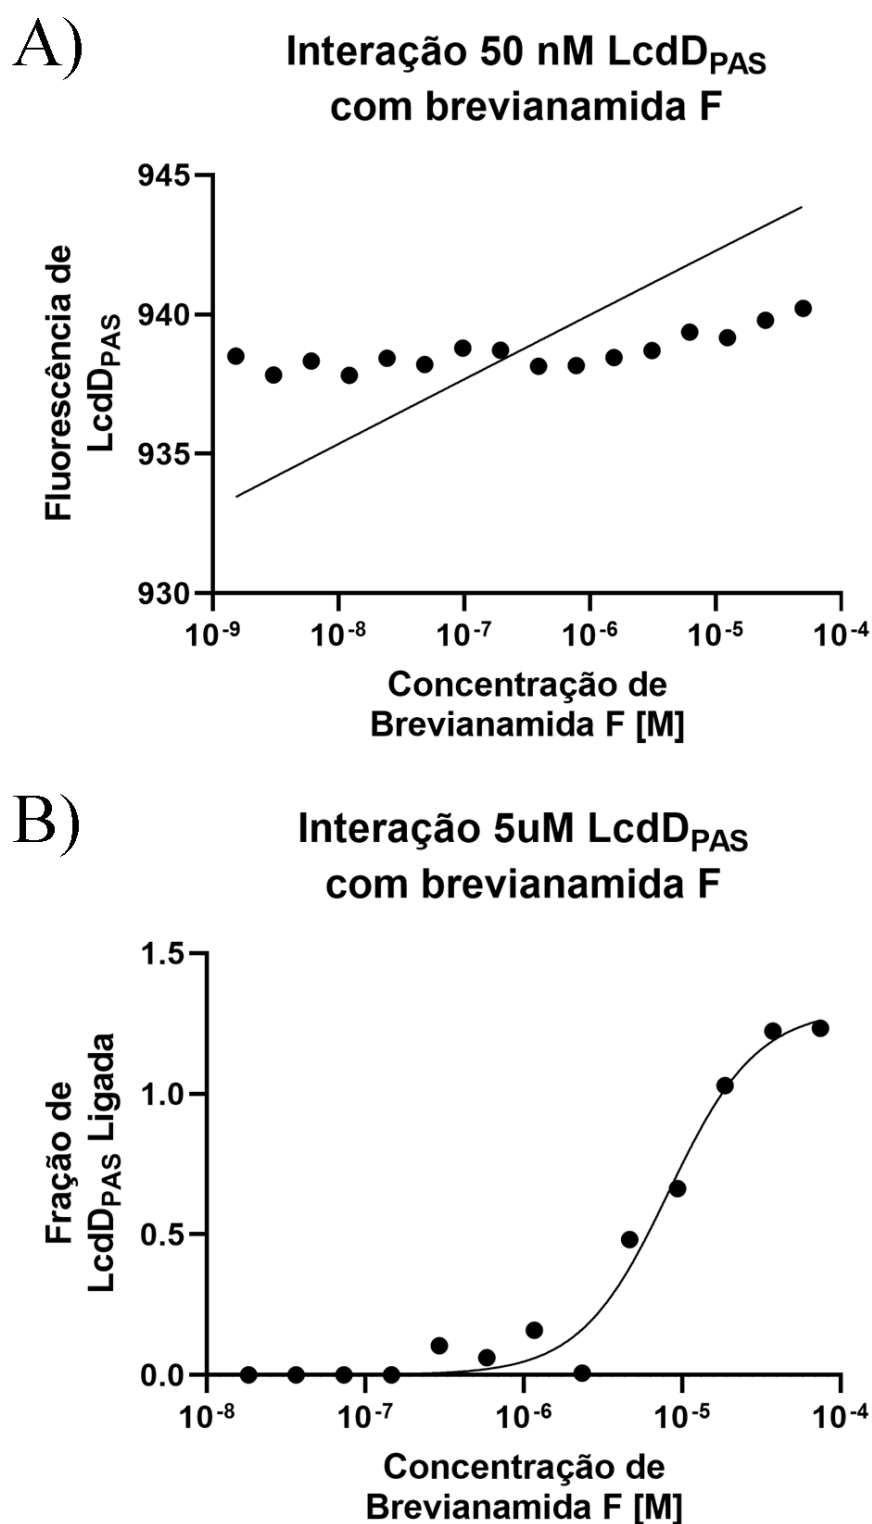 A)
Interação 50 nM LcdDPAS
com brevianamida F
945
940
935
930
Fluorescência de
LcdDPAS
10-9 10-8 10-7 10-6 10-5 10-4
Concentração de
Brevianamida F [M]
B)
Interação 5uM LcdDPAS
com brevianamida F
1.5
1.0
0.5
0.0
Fração de
LcdDPAS Ligada
10-8 10-7 10-6 10-5 10-4
Concentração de
Brevianamida F [M]